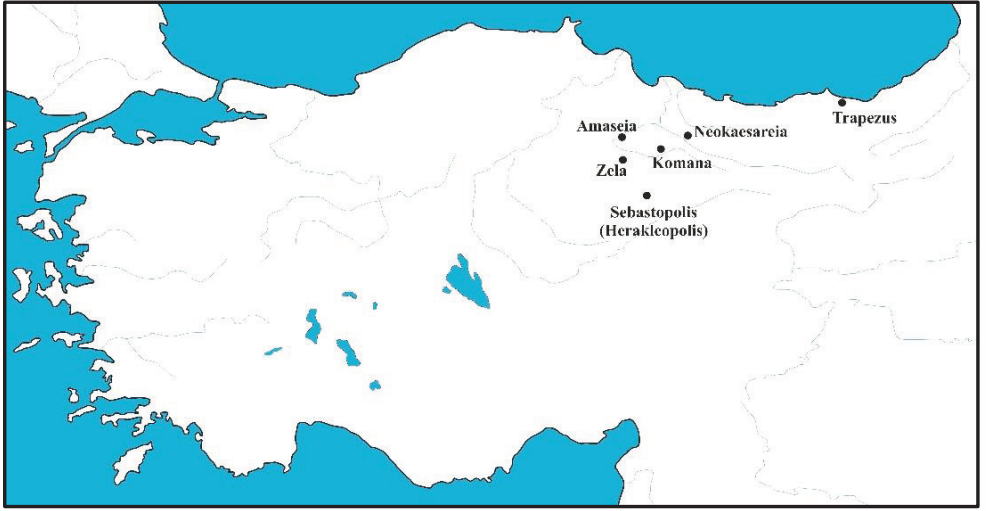 Trapezus
Amaseia
Neokaesareia
Komana
Zela
Sebastopolis
(Herakleopolis)